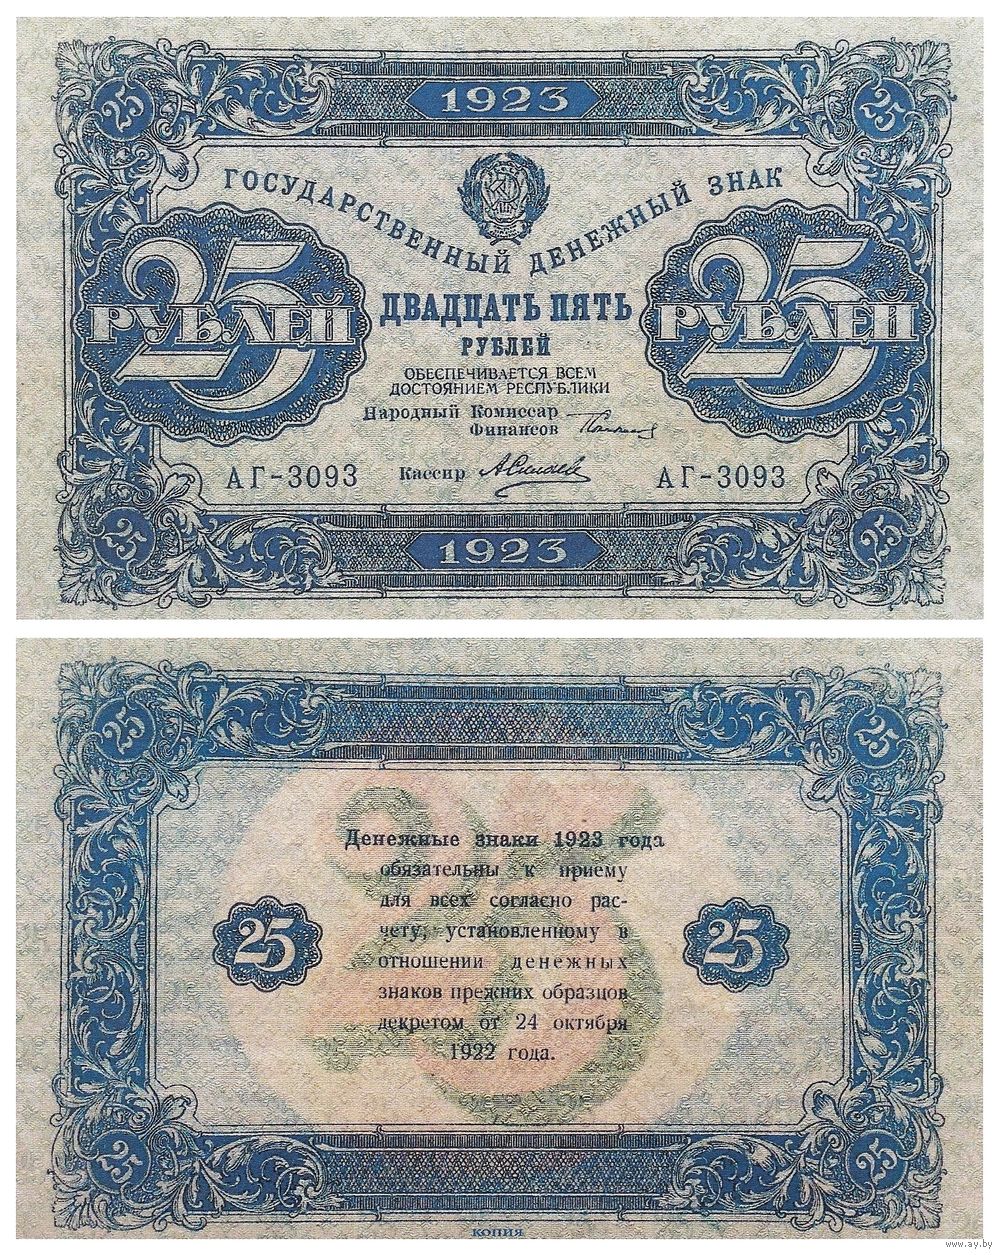 1923
25 25
ГОСУДАРСТВЕННЫЙ ДЕНЕЖНЫЙ ЗНАК
25 РУБЛЕЙ
ДВАДЦАТЬ ПЯТЬ
РУБЛЕЙ
25 РУБЛЕЙ
ОБЕСПЕЧИВАЕТСЯ ВСЕМ
ДОСТОЯНИЕМ РЕСПУБЛИКИ
Народный Комиссар
Финансов
АГ-3093 Кассир АГ-3093
25 25
1923
25 25
Денежные знаки 1923 года
обязательны к приему
для всех согласно рас-
чету, установленному в
отношении денежных
знаков прежних образцов
декретом от 24 октября
1922 года.
25 25
25 25
КОПИЯ
www.ay.by